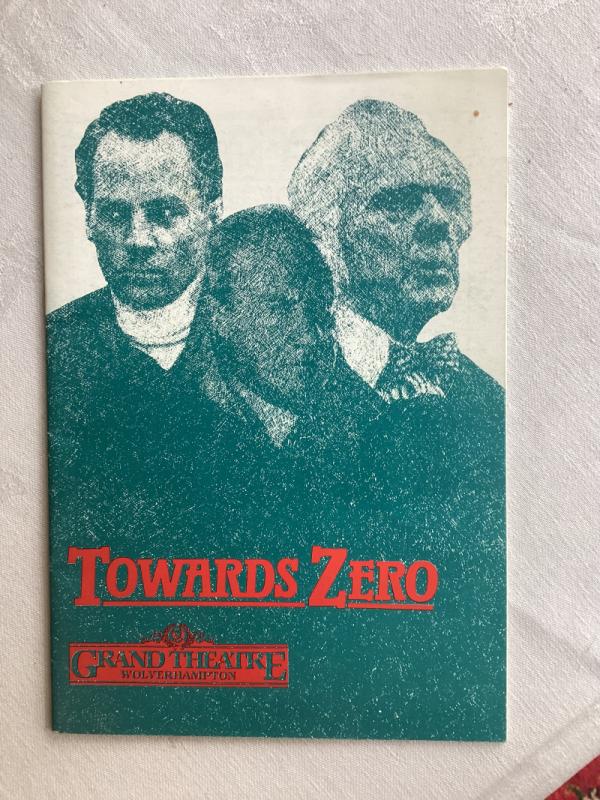 TOWARDS ZERO
GRAND THEATRE
WOLVERHAMPTON